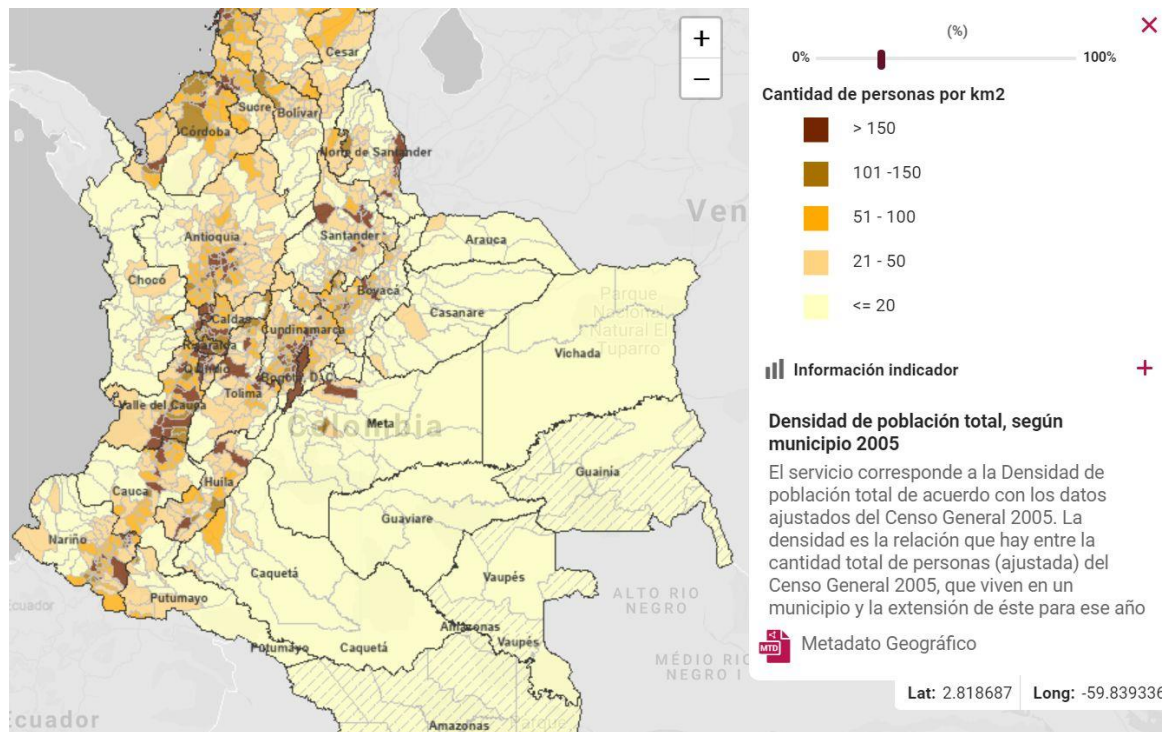 +
−
Cesar
Sucre
Bolívar
Córdoba
Norte de Santander
Ven
Antioquia
Santander
Arauca
Chocó
Boyacá
Casanare
Parque
Nacional
Natural El
Tuparro
Caldas
Cundinamarca
Risaralda
Vichada
Quindío
Bogotá, D.C.
Tolima
Valle del Cauca
Meta
Colombia
Guainía
Huila
Cauca
Guaviare
Nariño
Caquetá
Vaupés
ALTO RIO
NEGRO
Ecuador
Putumayo
Amazonas
Putumayo
Caquetá
Vaupés
MÉDIO RIO
NEGRO I
Ecuador
Amazonas
Parque
(%)
×
0%
100%
Cantidad de personas por km2
> 150
101 -150
51 - 100
21 - 50
<= 20
Información indicador +
Densidad de población total, según
municipio 2005
El servicio corresponde a la Densidad de
población total de acuerdo con los datos
ajustados del Censo General 2005. La
densidad es la relación que hay entre la
cantidad total de personas (ajustada) del
Censo General 2005, que viven en un
municipio y la extensión de éste para ese año
MTD
Metadato Geográfico
Lat: 2.818687 Long: -59.839336